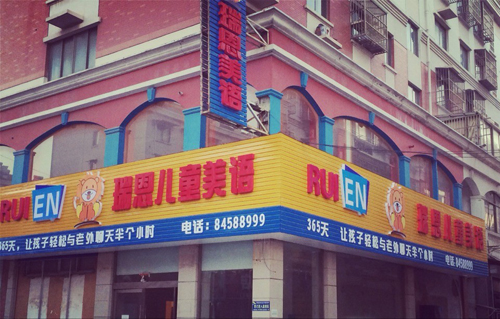 瑞恩美语
RUI EN 瑞恩儿童美语
365天，让孩子轻松与老外聊天半个小时 电话：84588999
RUI EN 瑞恩儿童美语
365天，让孩子轻松与老外聊天半个小时 84588999